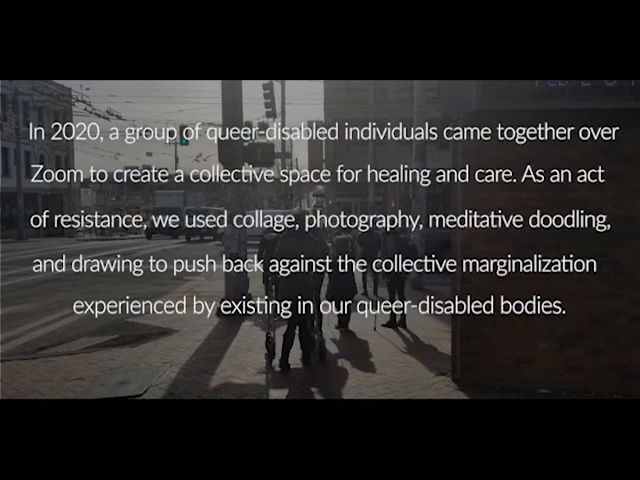 In 2020, a group of queer-disabled individuals came together over
Zoom to create a collective space for healing and care. As an act
of resistance, we used collage, photography, meditative doodling,
and drawing to push back against the collective marginalization
experienced by existing in our queer-disabled bodies.